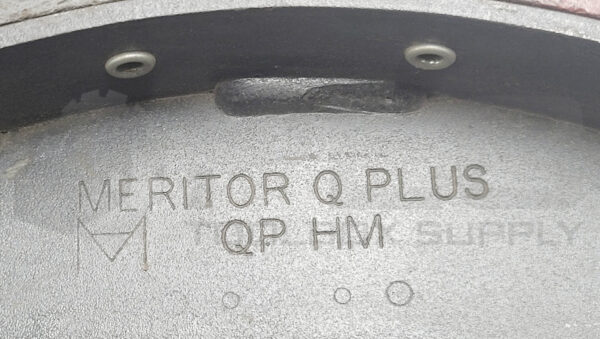 MERITOR Q PLUS
QP HM
SUPPLY